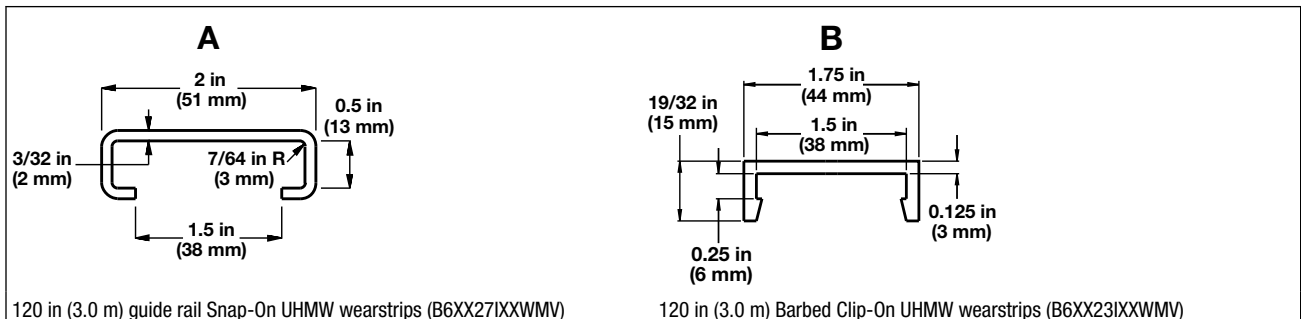 A
2 in
(51 mm)
0.5 in
(13 mm)
3/32 in
(2 mm)
7/64 in R
(3 mm)
1.5 in
(38 mm)
120 in (3.0 m) guide rail Snap-On UHMW wearstrips (B6XX27IXXWMV)
B
1.75 in
(44 mm)
19/32 in
(15 mm)
1.5 in
(38 mm)
0.125 in
(3 mm)
0.25 in
(6 mm)
120 in (3.0 m) Barbed Clip-On UHMW wearstrips (B6XX23IXXWMV)